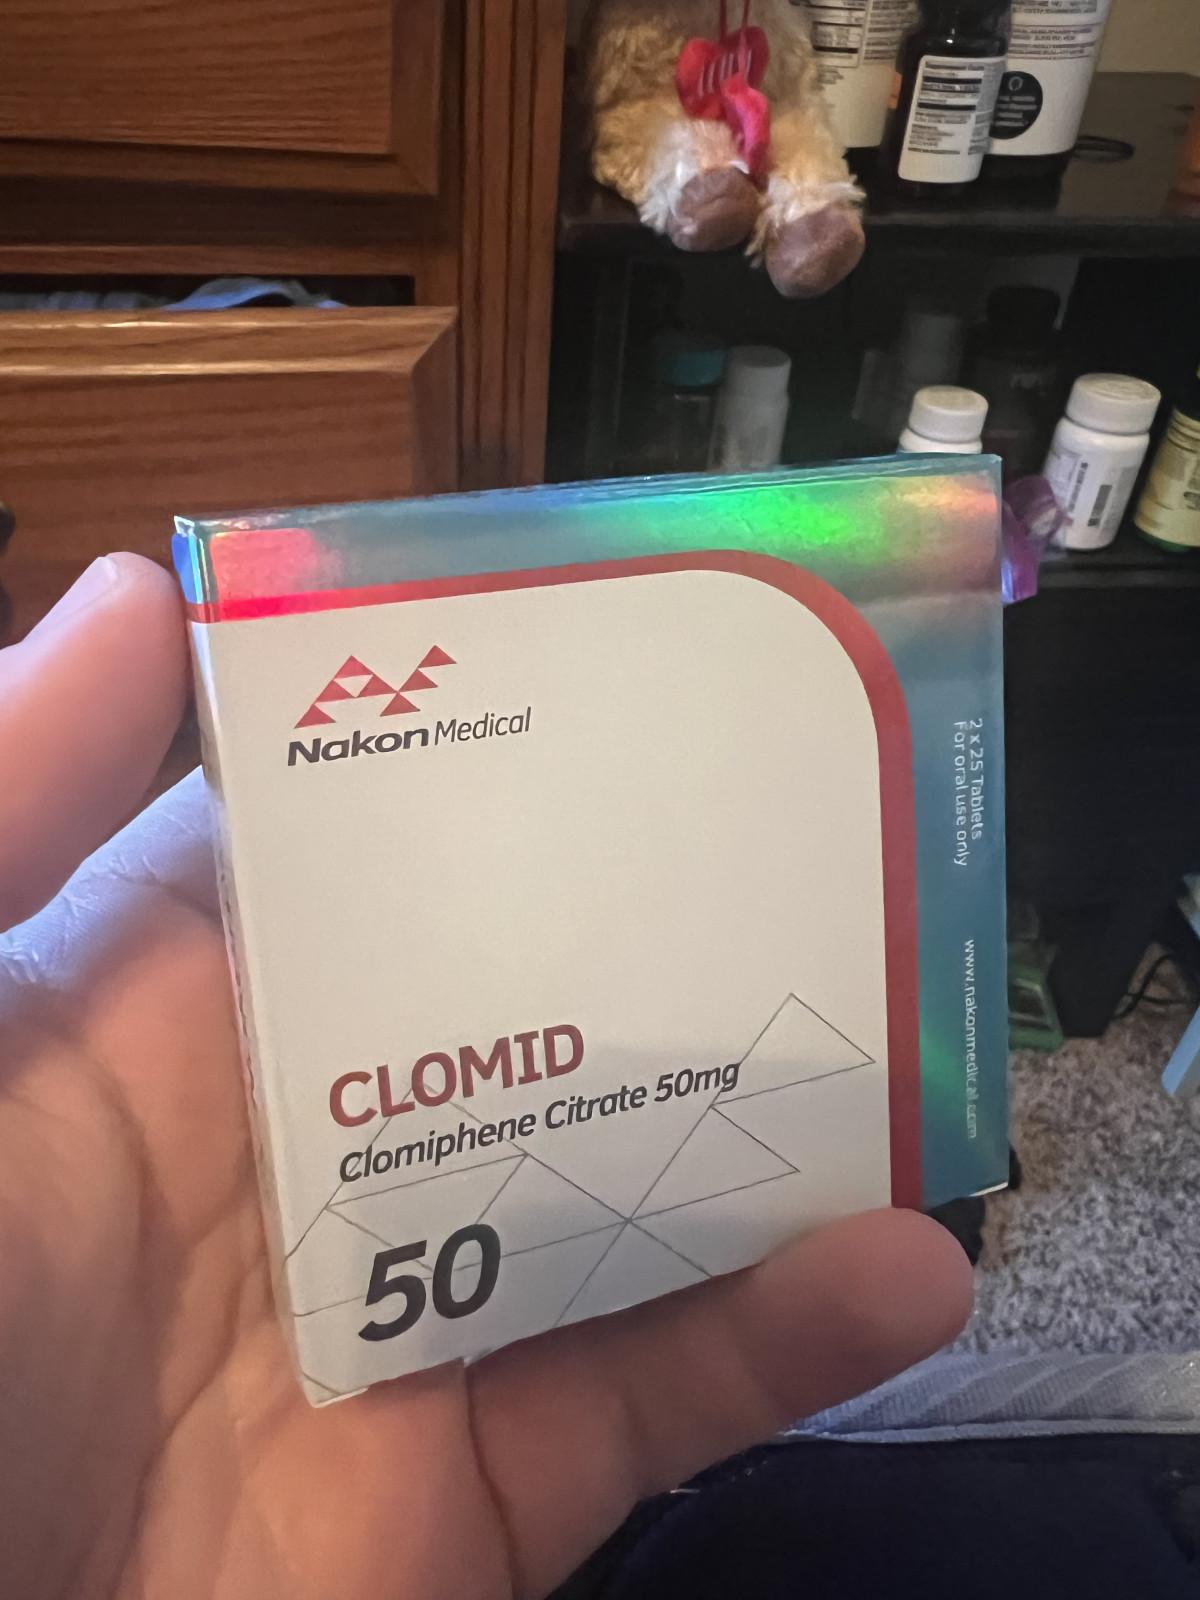 Nakon Medical
CLOMID
Clomiphene Citrate 50mg
50
2 x 25 Tablets
For oral use only
www.nakonmedical.com